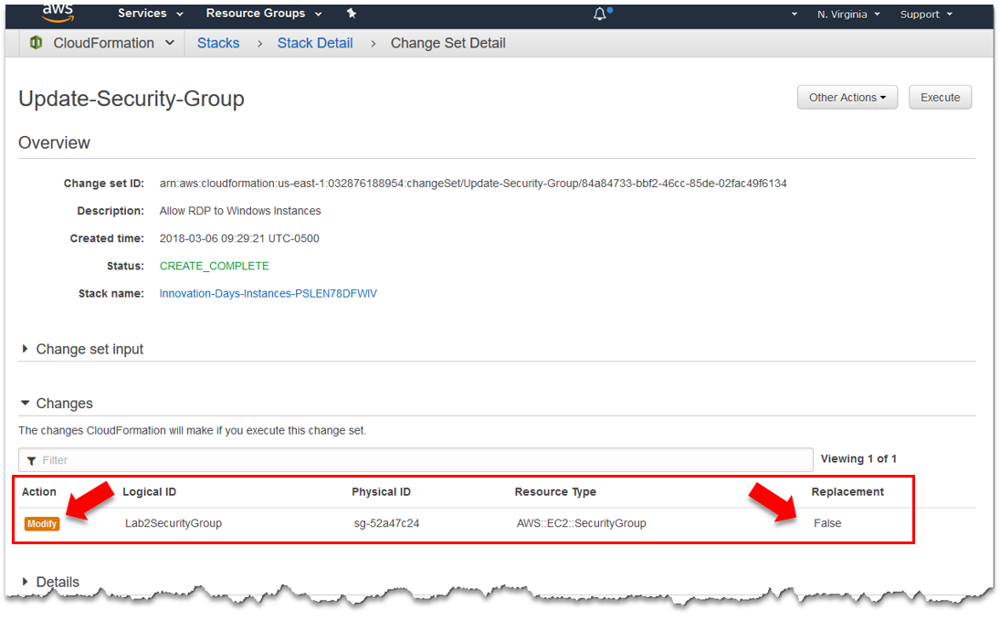 aws Services Resource Groups N. Virginia Support
CloudFormation Stacks > Stack Detail > Change Set Detail
Update-Security-Group Other Actions Execute
Overview
Change set ID: arn:aws:cloudformation:us-east-1:032876188954:changeSet/Update-Security-Group/84a84733-bbf2-46cc-85de-02fac49f6134
Description: Allow RDP to Windows Instances
Created time: 2018-03-06 09:29:21 UTC-0500
Status: CREATE_COMPLETE
Stack name: Innovation-Days-Instances-PSLEN78DFWIV
Change set input
Changes
The changes CloudFormation will make if you execute this change set.
Filter Viewing 1 of 1
Action Logical ID Physical ID Resource Type Replacement
Modify Lab2SecurityGroup sg-52a47c24 AWS::EC2::SecurityGroup False
Details